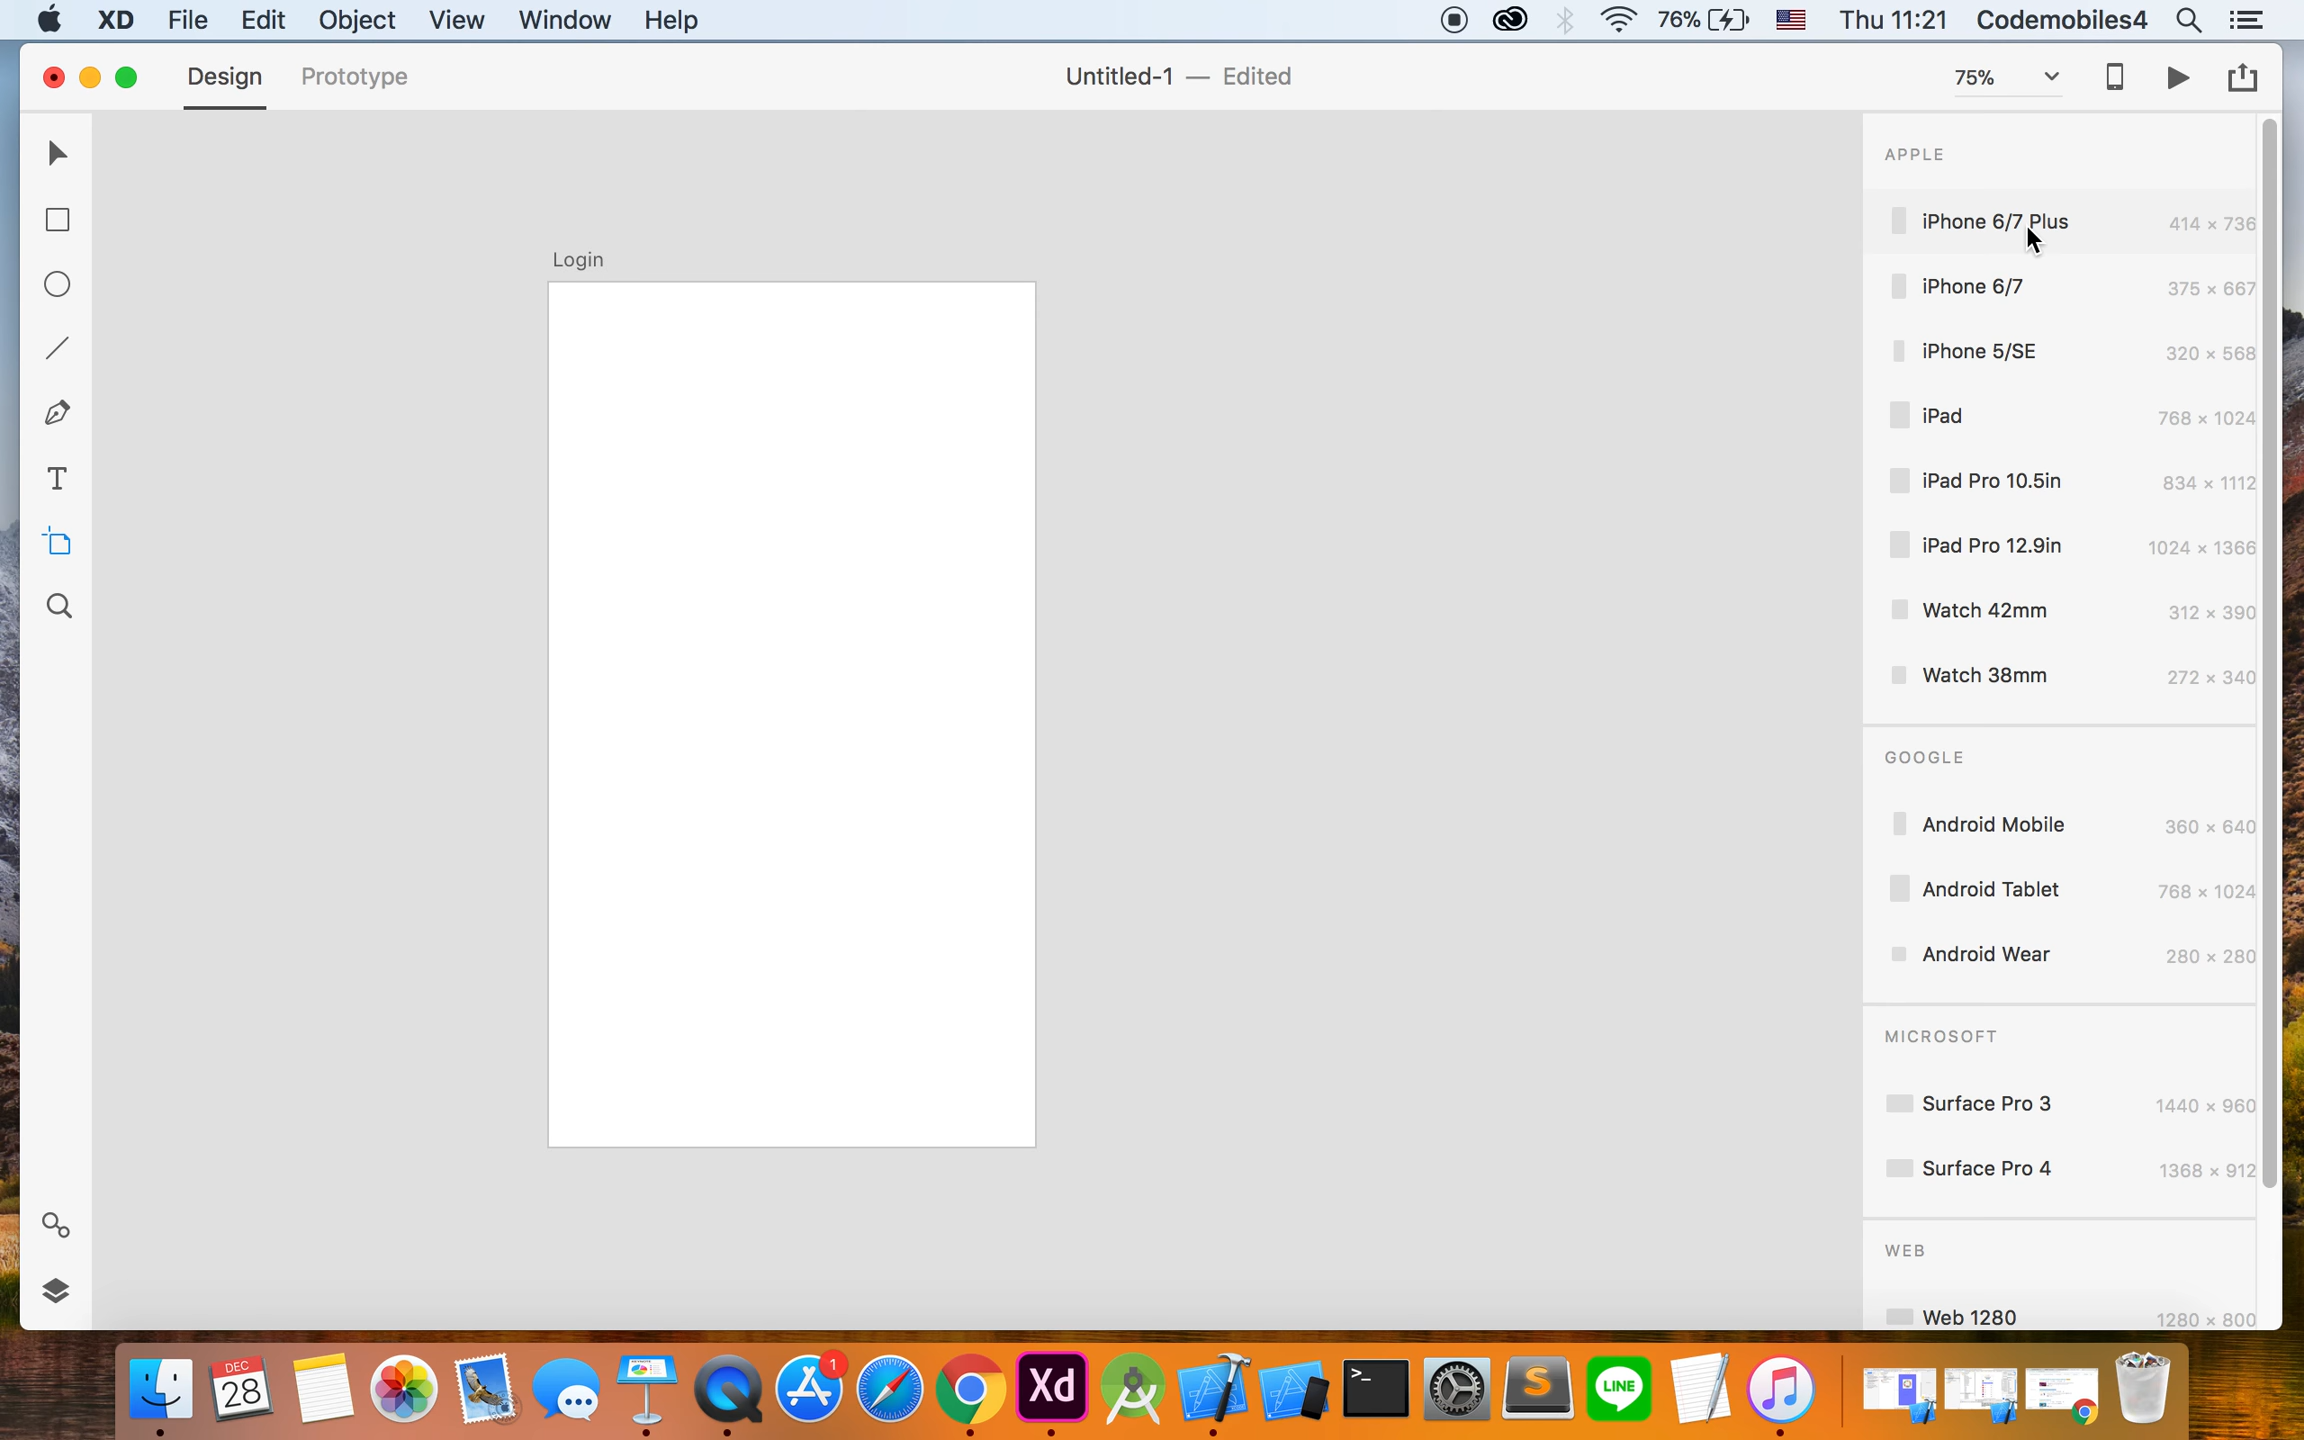 XD File Edit Object View Window Help 76% Thu 11:21 Codemobiles4
Design Prototype Untitled-1 — Edited 75%
APPLE
iPhone 6/7 Plus 414 × 736
iPhone 6/7 375 × 667
iPhone 5/SE 320 × 568
iPad 768 × 1024
iPad Pro 10.5in 834 × 1112
iPad Pro 12.9in 1024 × 1366
Watch 42mm 312 × 390
Watch 38mm 272 × 340
GOOGLE
Android Mobile 360 × 640
Android Tablet 768 × 1024
Android Wear 280 × 280
MICROSOFT
Surface Pro 3 1440 × 960
Surface Pro 4 1368 × 912
WEB
Web 1280 1280 × 800
Login
T
DEC
28
1
Xd
>_
S
LINE